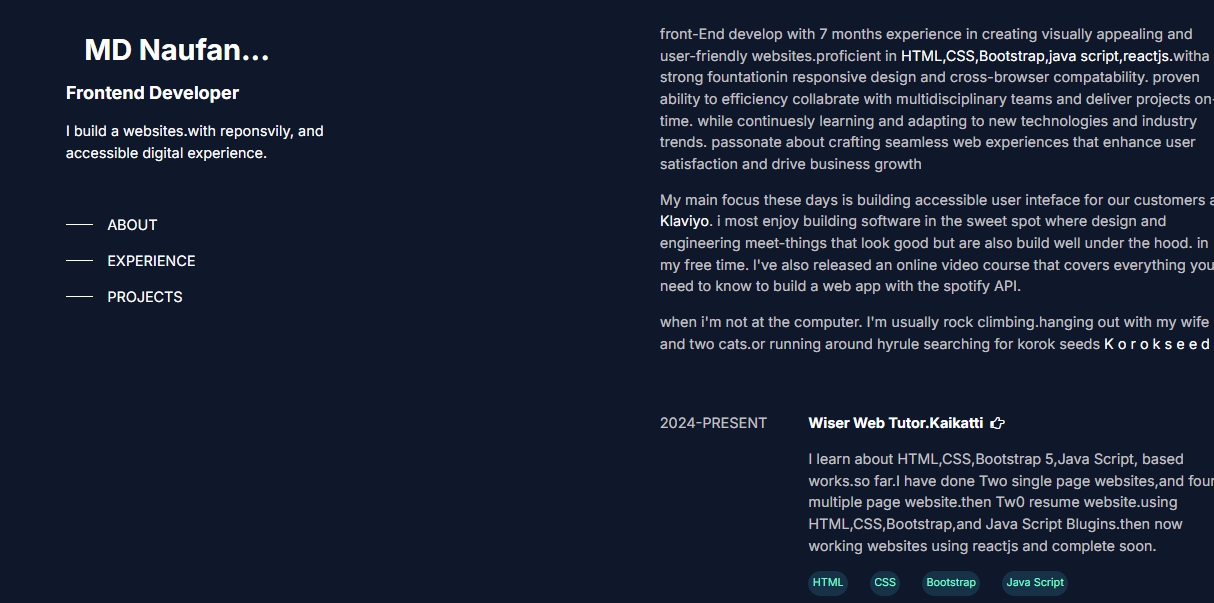 MD Naufan...
Frontend Developer
I build a websites.with reponsvily, and
accessible digital experience.
ABOUT
EXPERIENCE
PROJECTS
front-End develop with 7 months experience in creating visually appealing and
user-friendly websites.proficient in HTML,CSS,Bootstrap,java script,reactjs.witha
strong fountationin responsive design and cross-browser compatability. proven
ability to efficiency collabrate with multidisciplinary teams and deliver projects on-
time. while continuesly learning and adapting to new technologies and industry
trends. passonate about crafting seamless web experiences that enhance user
satisfaction and drive business growth
My main focus these days is building accessible user inteface for our customers a
Klaviyo. i most enjoy building software in the sweet spot where design and
engineering meet-things that look good but are also build well under the hood. in
my free time. I've also released an online video course that covers everything you
need to know to build a web app with the spotify API.
when i'm not at the computer. I'm usually rock climbing.hanging out with my wife
and two cats.or running around hyrule searching for korok seeds K o r o k s e e d
2024-PRESENT
Wiser Web Tutor.Kaikatti
I learn about HTML,CSS,Bootstrap 5,Java Script, based
works.so far.I have done Two single page websites,and four
multiple page website.then Tw0 resume website.using
HTML,CSS,Bootstrap,and Java Script Blugins.then now
working websites using reactjs and complete soon.
HTML CSS Bootstrap Java Script